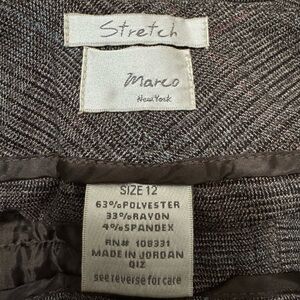 Stretch
Marco
New York
SIZE 12
63% POLYESTER
33% RAYON
4% SPANDEX
RN# 108331
MADE IN JORDAN
QIZ
see reverse for care